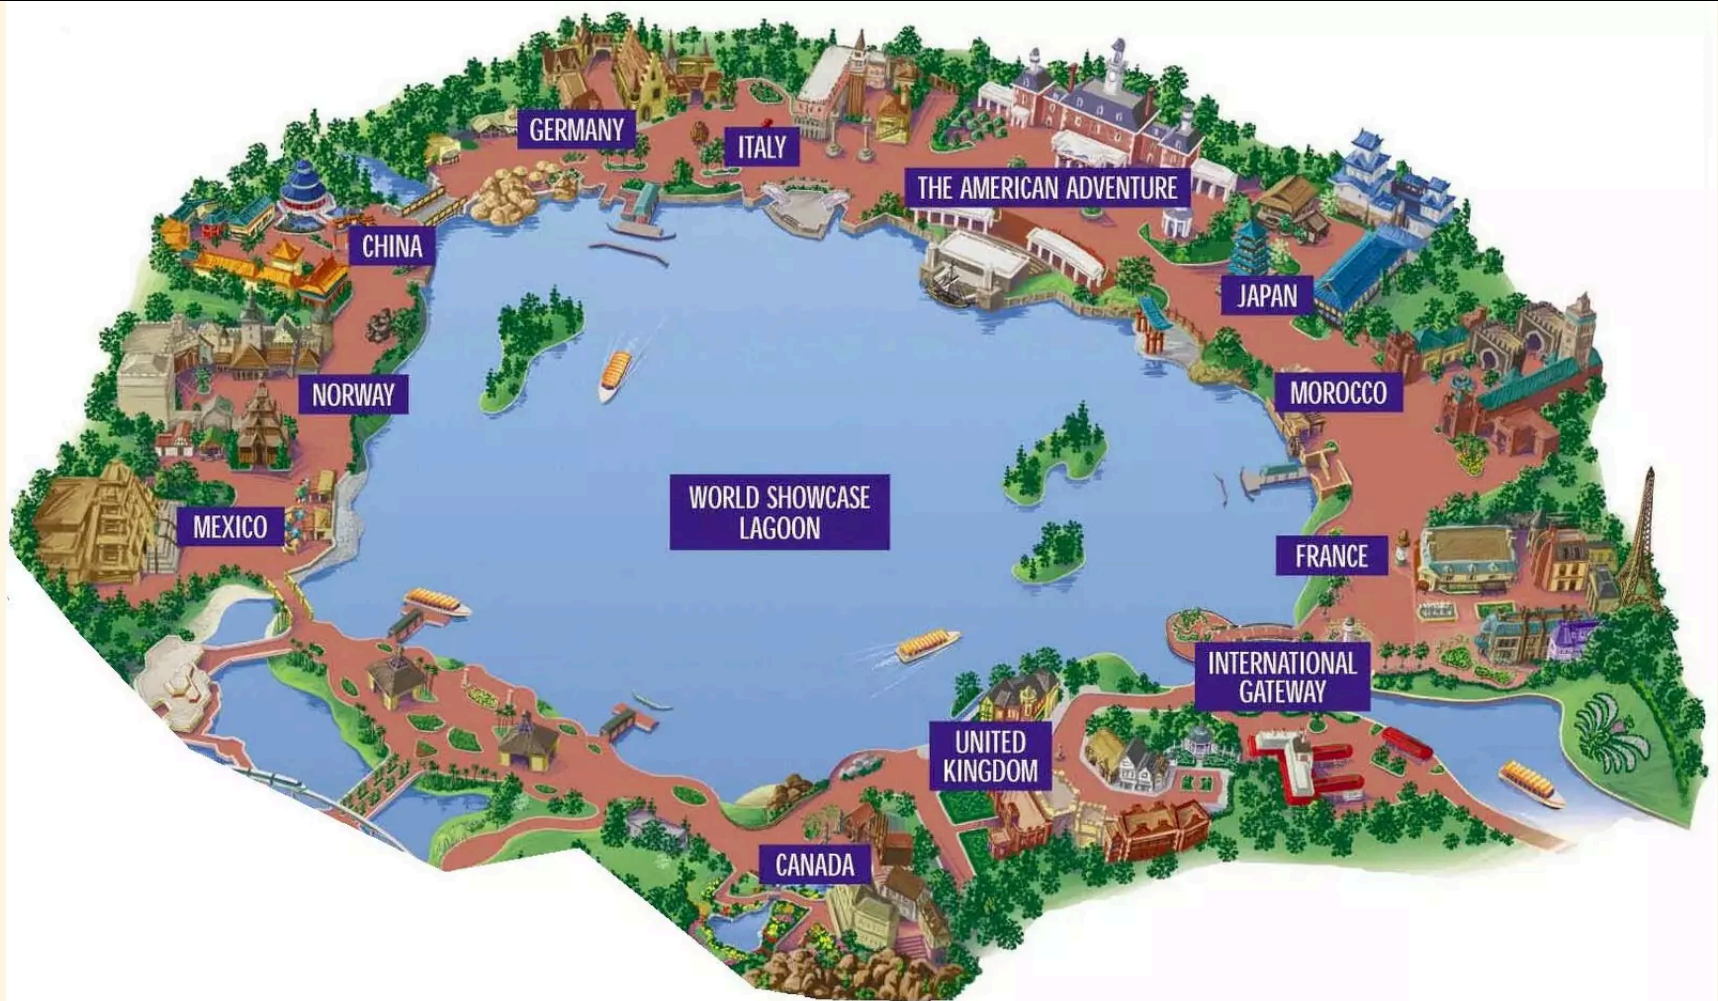 GERMANY
ITALY
THE AMERICAN ADVENTURE
CHINA
JAPAN
NORWAY
MOROCCO
WORLD SHOWCASE
LAGOON
MEXICO
FRANCE
INTERNATIONAL
GATEWAY
UNITED
KINGDOM
CANADA